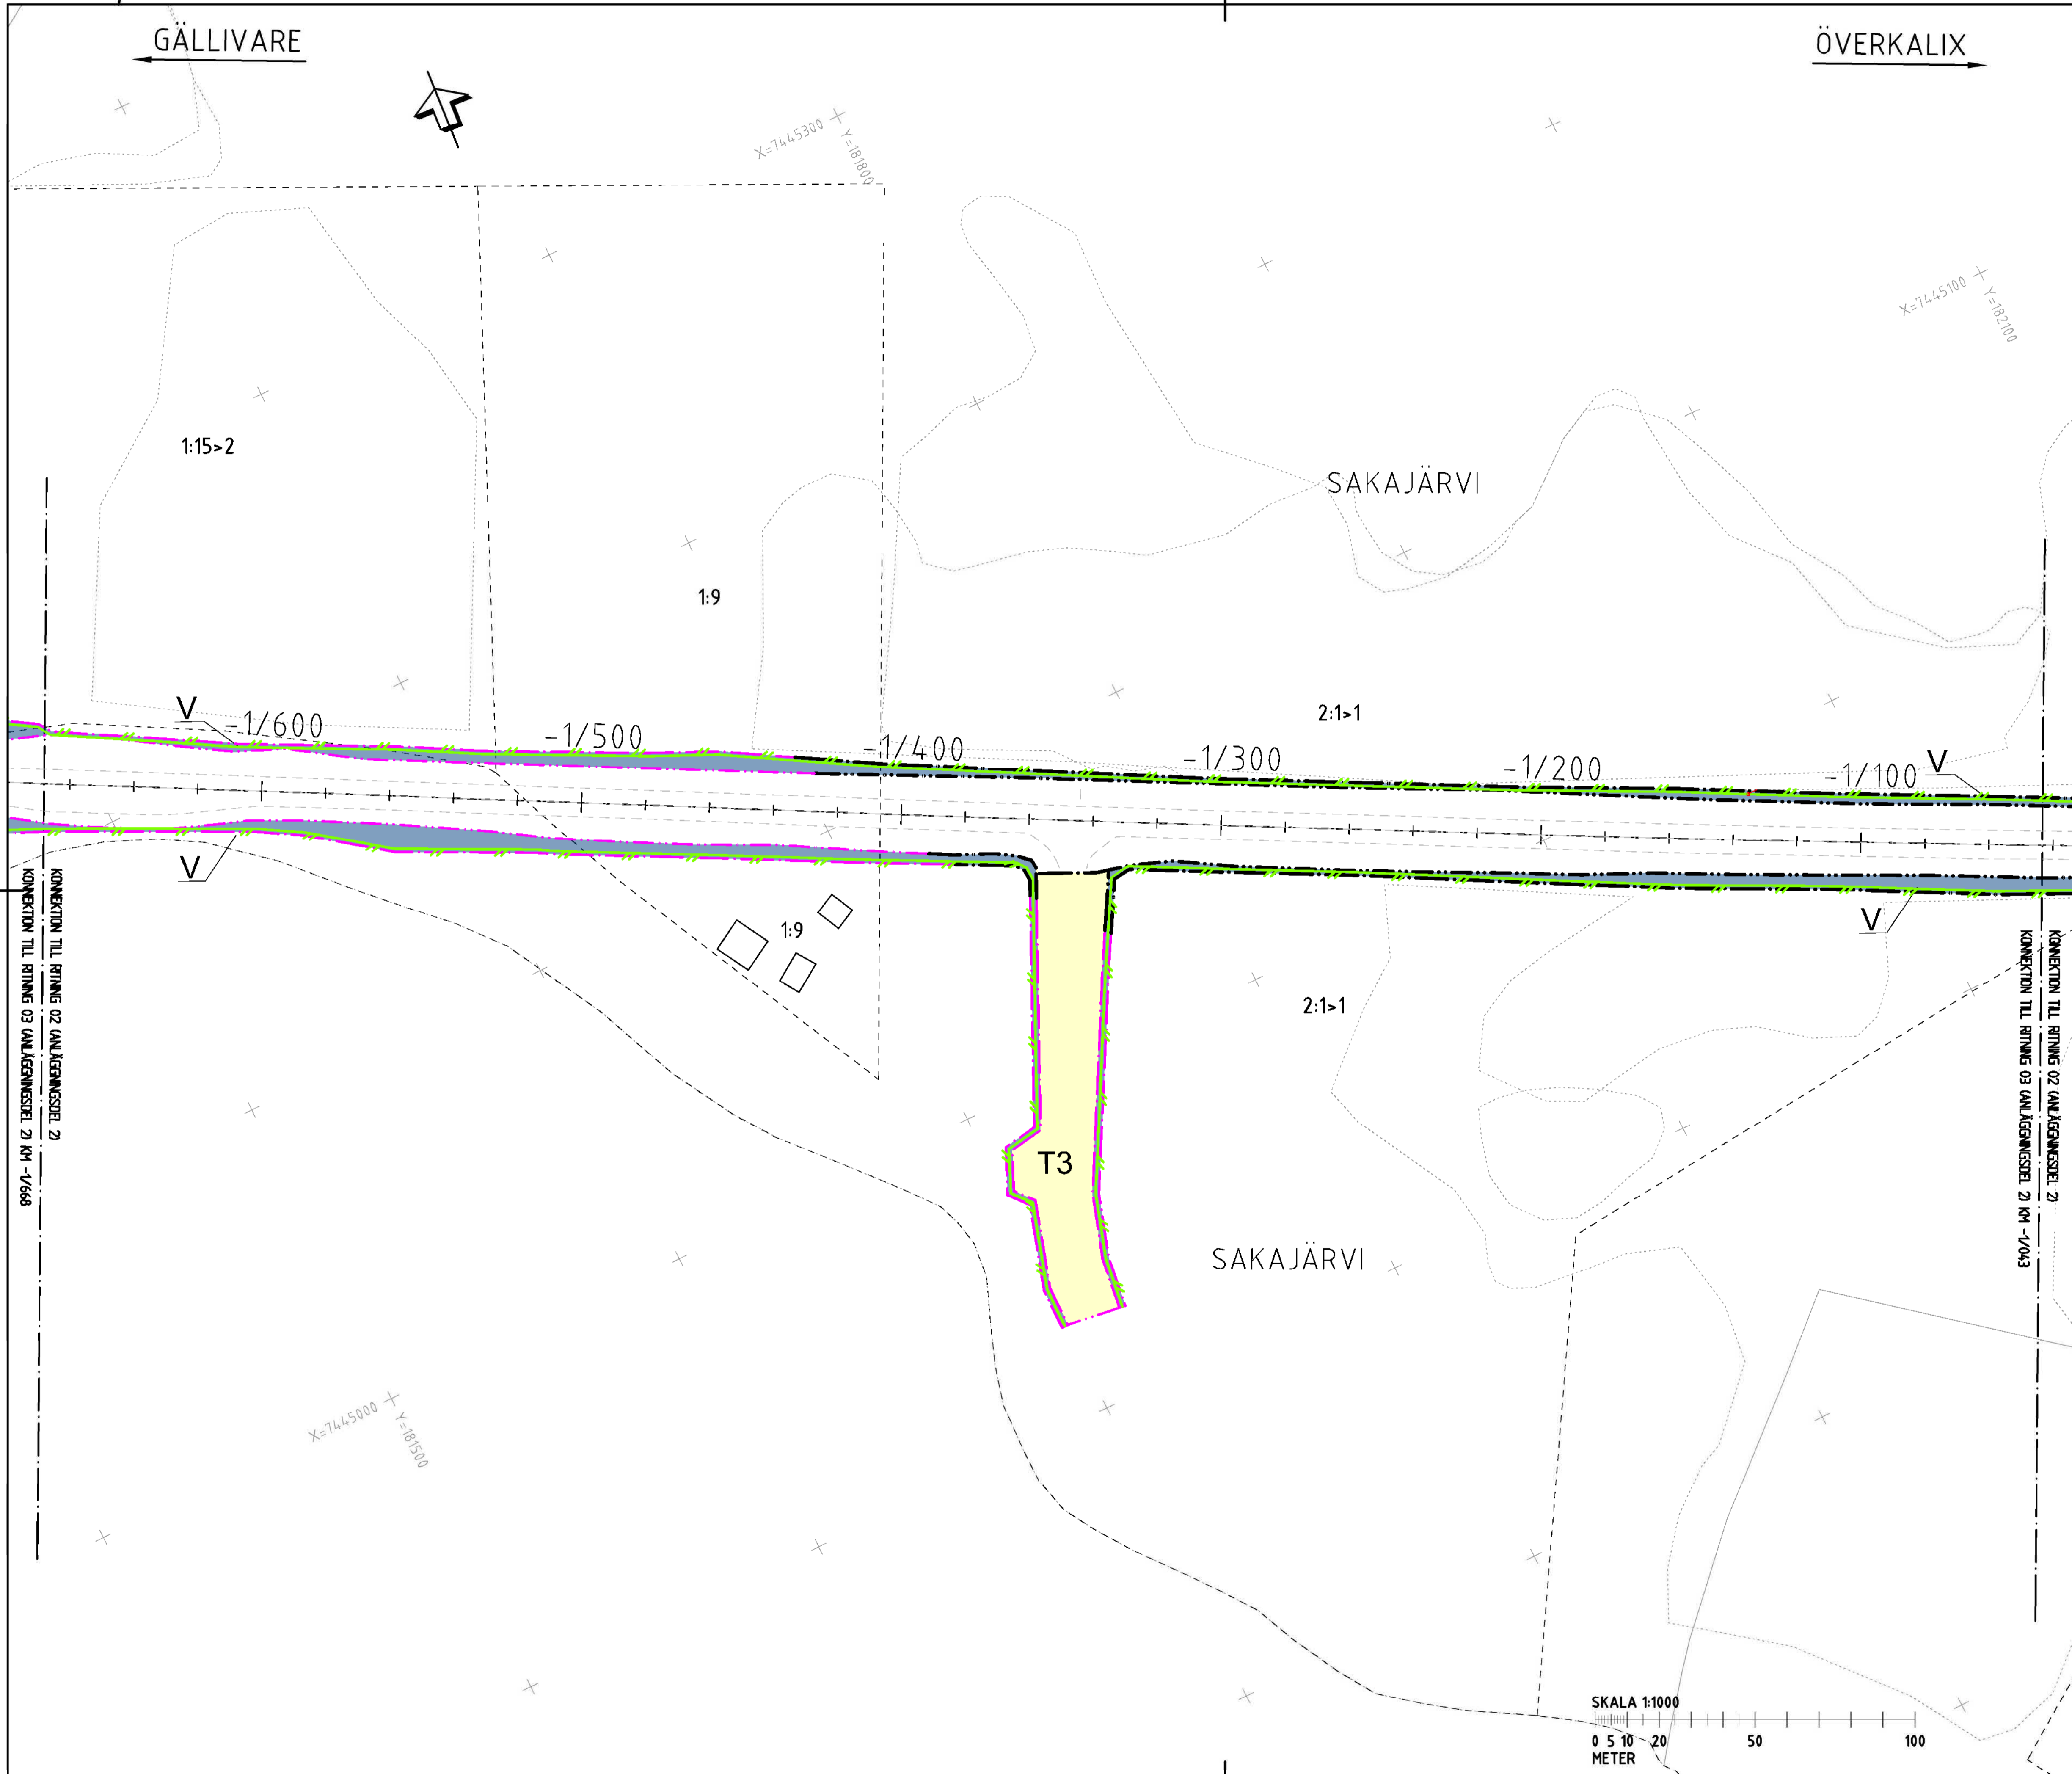 GÄLLIVARE
ÖVERKALIX
X=7445300
Y=181800
X=7445100
Y=182100
1:15>2
SAKAJÄRVI
1:9
2:1>1
V
-1/600
-1/500
-1/400
-1/300
-1/200
-1/100
V
V
V
1:9
2:1>1
KONNEKTION TILL RITNING 02 (ANLÄGGNINGSDEL 2)
KONNEKTION TILL RITNING 03 (ANLÄGGNINGSDEL 2) KM -1/668
KONNEKTION TILL RITNING 02 (ANLÄGGNINGSDEL 2)
KONNEKTION TILL RITNING 03 (ANLÄGGNINGSDEL 2) KM -1/043
T3
SAKAJÄRVI
X=7445000
Y=181500
SKALA 1:1000
0 5 10 20 50 100
METER